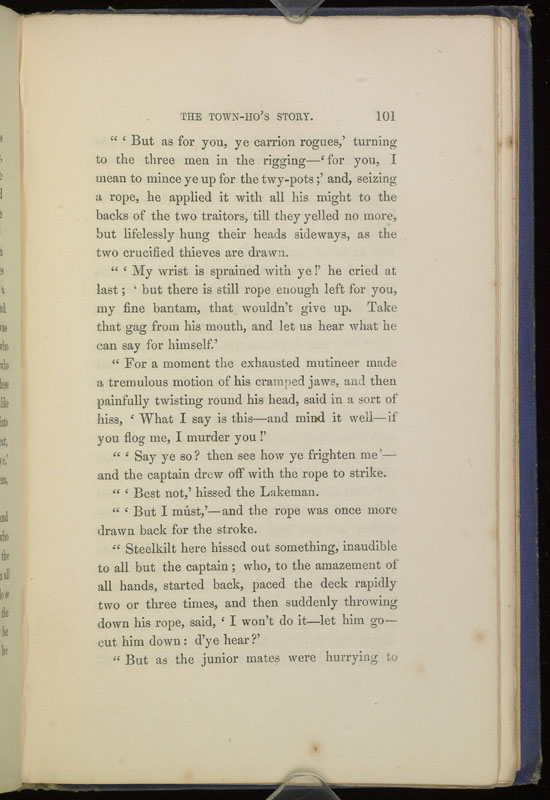 THE TOWN-HO'S STORY. 101
“ ‘ But as for you, ye carrion rogues,’ turning
to the three men in the rigging—‘for you, I
mean to mince ye up for the twy-pots;’ and, seizing
a rope, he applied it with all his might to the
backs of the two traitors, till they yelled no more,
but lifelessly hung their heads sideways, as the
two crucified thieves are drawn.
“ ‘ My wrist is sprained with ye!’ he cried at
last; ‘ but there is still rope enough left for you,
my fine bantam, that wouldn’t give up. Take
that gag from his mouth, and let us hear what he
can say for himself.’
“ For a moment the exhausted mutineer made
a tremulous motion of his cramped jaws, and then
painfully twisting round his head, said in a sort of
hiss, ‘ What I say is this—and mind it well—if
you flog me, I murder you!’
“ ‘ Say ye so? then see how ye frighten me’—
and the captain drew off with the rope to strike.
“ ‘ Best not,’ hissed the Lakeman.
“ ‘ But I must,’—and the rope was once more
drawn back for the stroke.
“ Steelkilt here hissed out something, inaudible
to all but the captain; who, to the amazement of
all hands, started back, paced the deck rapidly
two or three times, and then suddenly throwing
down his rope, said, ‘ I won’t do it—let him go—
cut him down: d’ye hear?’
“ But as the junior mates were hurrying to